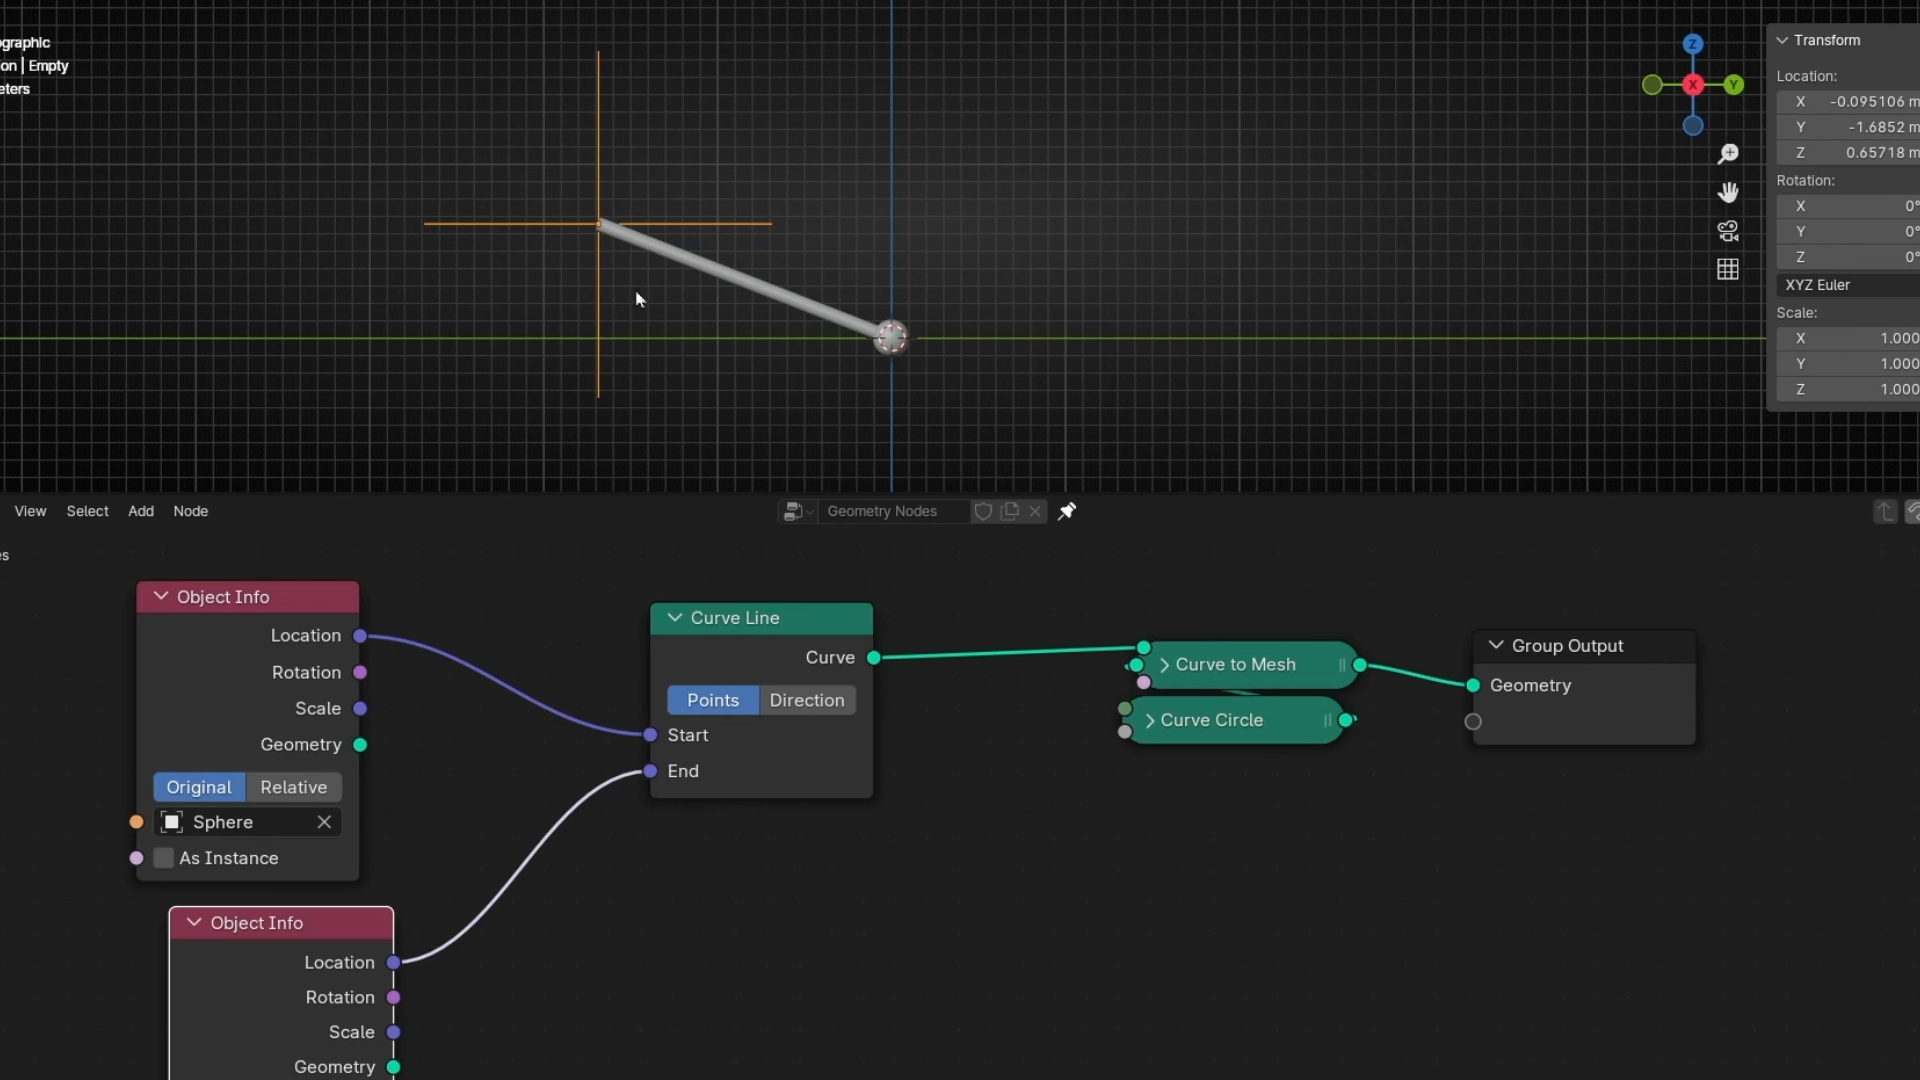 ographic
on | Empty
eters
Z
X
Y
Transform
Location:
X -0.095106 m
Y -1.6852 m
Z 0.65718 m
Rotation:
X 0°
Y 0°
Z 0°
XYZ Euler
Scale:
X 1.000
Y 1.000
Z 1.000
View Select Add Node
Geometry Nodes
es
Object Info
Location
Rotation
Scale
Geometry
Original Relative
Sphere
As Instance
Object Info
Location
Rotation
Scale
Geometry
Curve Line
Curve
Points Direction
Start
End
Curve to Mesh
Curve Circle
Group Output
Geometry